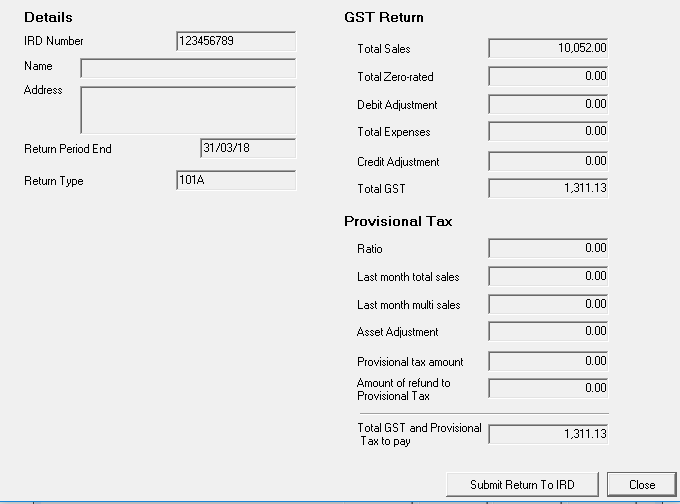 Details
IRD Number 123456789
Name
Address
Return Period End 31/03/18
Return Type 101A
GST Return
Total Sales 10,052.00
Total Zero-rated 0.00
Debit Adjustment 0.00
Total Expenses 0.00
Credit Adjustment 0.00
Total GST 1,311.13
Provisional Tax
Ratio 0.00
Last month total sales 0.00
Last month multi sales 0.00
Asset Adjustment 0.00
Provisional tax amount 0.00
Amount of refund to
Provisional Tax 0.00
Total GST and Provisional
Tax to pay 1,311.13
Submit Return To IRD Close